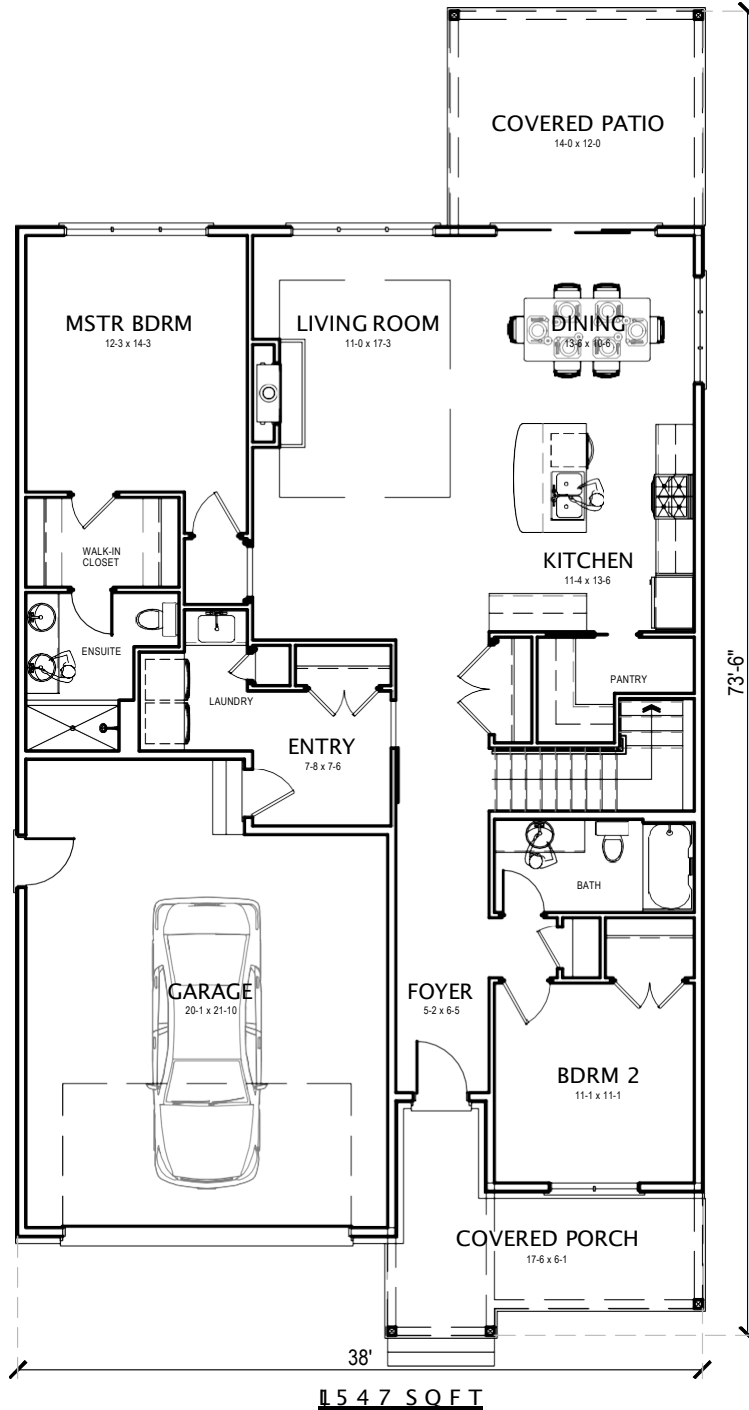 COVERED PATIO
14-0 x 12-0
MSTR BDRM
12-3 x 14-3
LIVING ROOM
11-0 x 17-3
DINING
13-6 x 10-6
WALK-IN
CLOSET
KITCHEN
11-4 x 13-6
ENSUITE
PANTRY
LAUNDRY
73'-6"
ENTRY
7-8 x 7-6
BATH
GARAGE
20-1 x 21-10
FOYER
5-2 x 6-5
BDRM 2
11-1 x 11-1
COVERED PORCH
17-6 x 6-1
38'
1547 SQFT